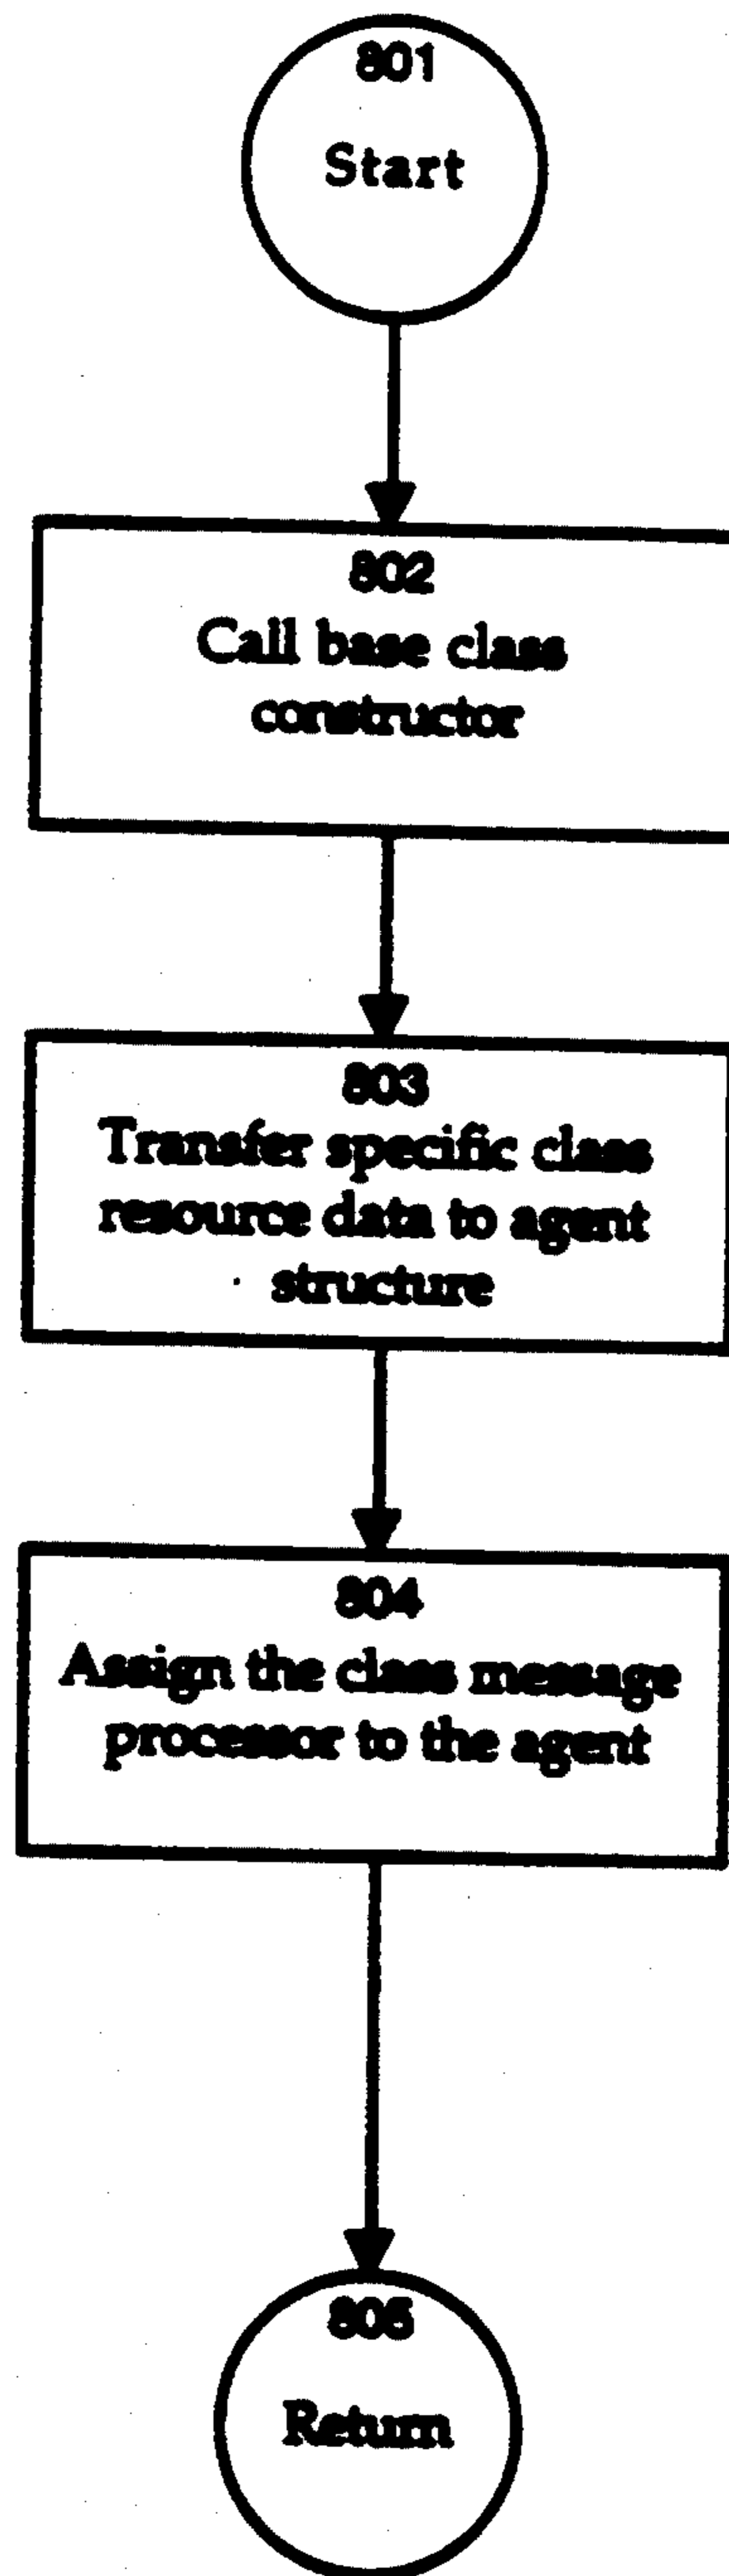 801
Start
802
Call base class
constructor
803
Transfer specific class
resource data to agent
structure
804
Assign the class message
processor to the agent
805
Return